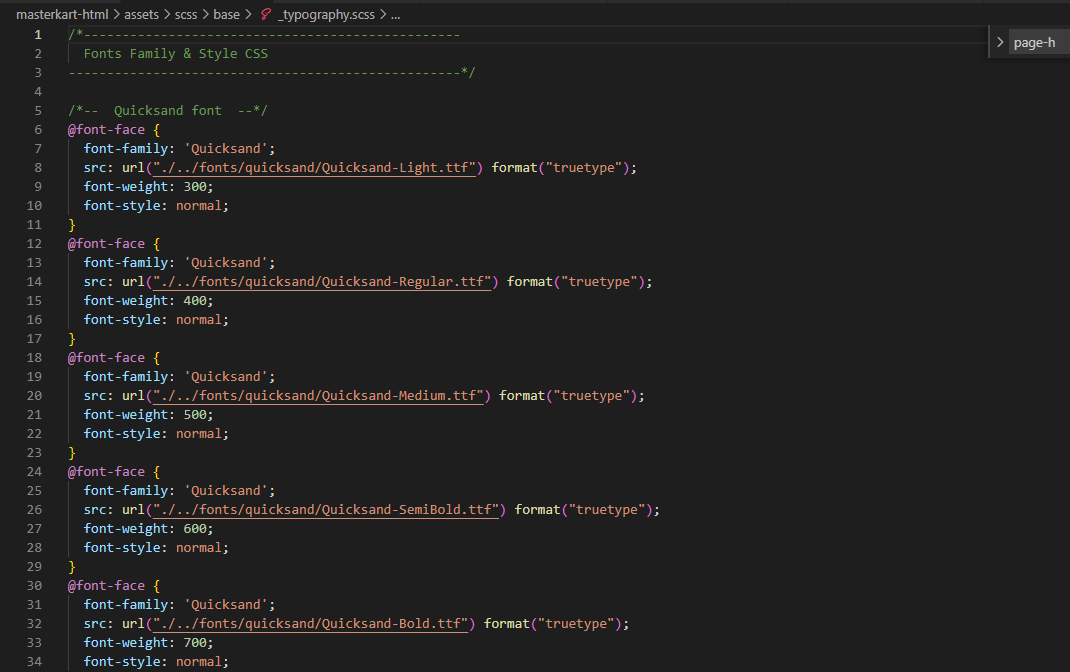 masterkart-html > assets > scss > base > _typography.scss > ...
page-h
1 /*-------------------------------------------------
2   Fonts Family & Style CSS
3 ---------------------------------------------------*/
4
5 /*--  Quicksand font  --*/
6 @font-face {
7   font-family: 'Quicksand';
8   src: url("./../fonts/quicksand/Quicksand-Light.ttf") format("truetype");
9   font-weight: 300;
10   font-style: normal;
11 }
12 @font-face {
13   font-family: 'Quicksand';
14   src: url("./../fonts/quicksand/Quicksand-Regular.ttf") format("truetype");
15   font-weight: 400;
16   font-style: normal;
17 }
18 @font-face {
19   font-family: 'Quicksand';
20   src: url("./../fonts/quicksand/Quicksand-Medium.ttf") format("truetype");
21   font-weight: 500;
22   font-style: normal;
23 }
24 @font-face {
25   font-family: 'Quicksand';
26   src: url("./../fonts/quicksand/Quicksand-SemiBold.ttf") format("truetype");
27   font-weight: 600;
28   font-style: normal;
29 }
30 @font-face {
31   font-family: 'Quicksand';
32   src: url("./../fonts/quicksand/Quicksand-Bold.ttf") format("truetype");
33   font-weight: 700;
34   font-style: normal;